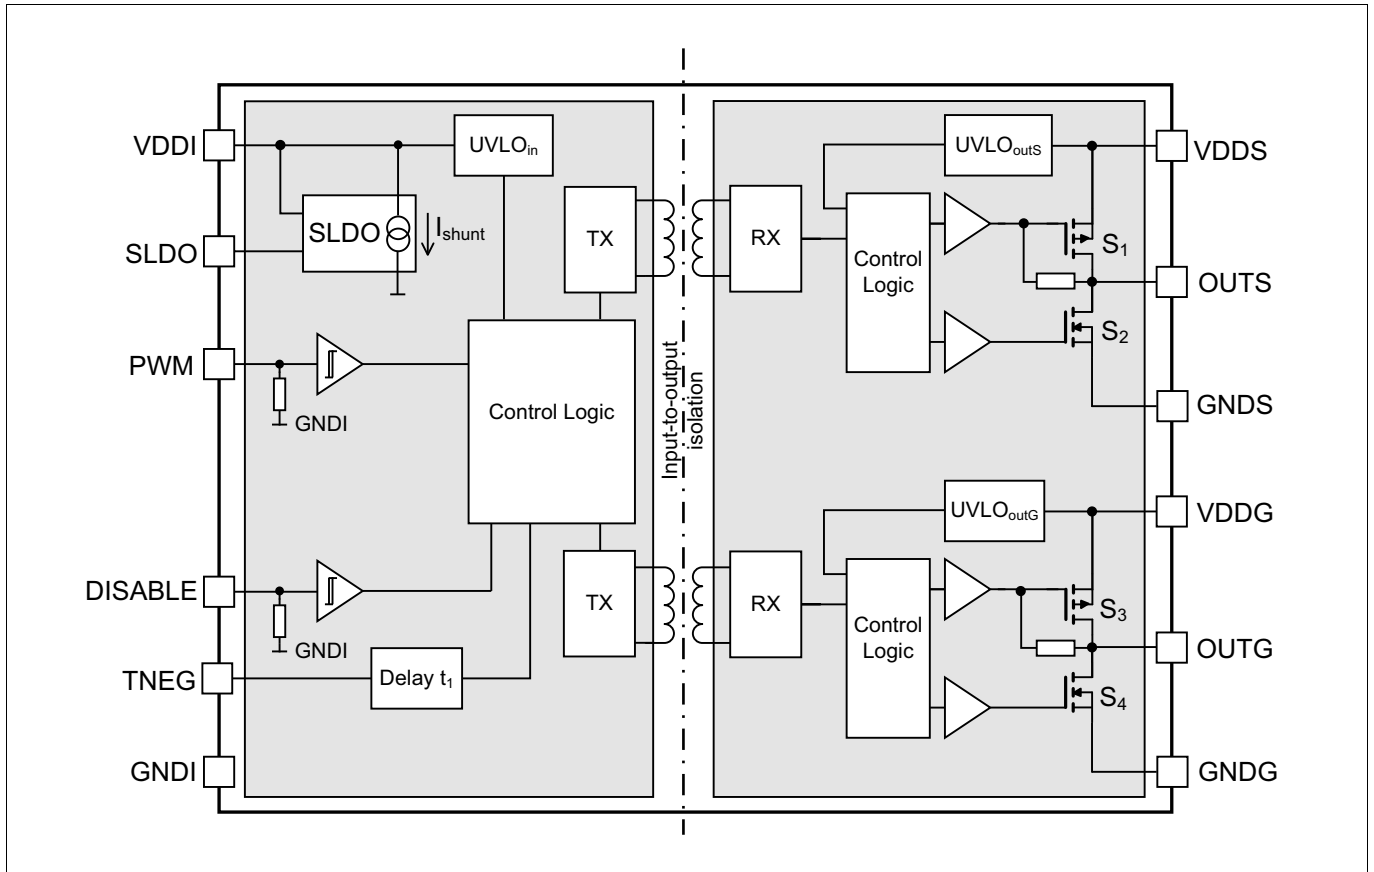 VDDI
SLDO
PWM
DISABLE
TNEG
GNDI
UVLOin
SLDO
Ishunt
TX
GNDI
Control Logic
GNDI
Delay t1
TX
Input-to-output
isolation
RX
UVLOoutS
Control
Logic
S1
S2
RX
UVLOoutG
Control
Logic
S3
S4
VDDS
OUTS
GNDS
VDDG
OUTG
GNDG